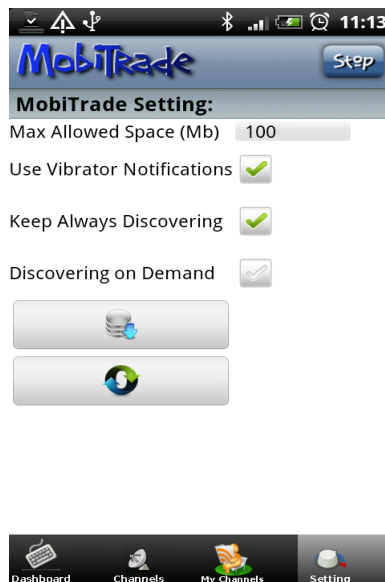 11:13
MobiTrade
Stop
MobiTrade Setting:
Max Allowed Space (Mb) 100
Use Vibrator Notifications
Keep Always Discovering
Discovering on Demand
Dashboard Channels My Channels Setting